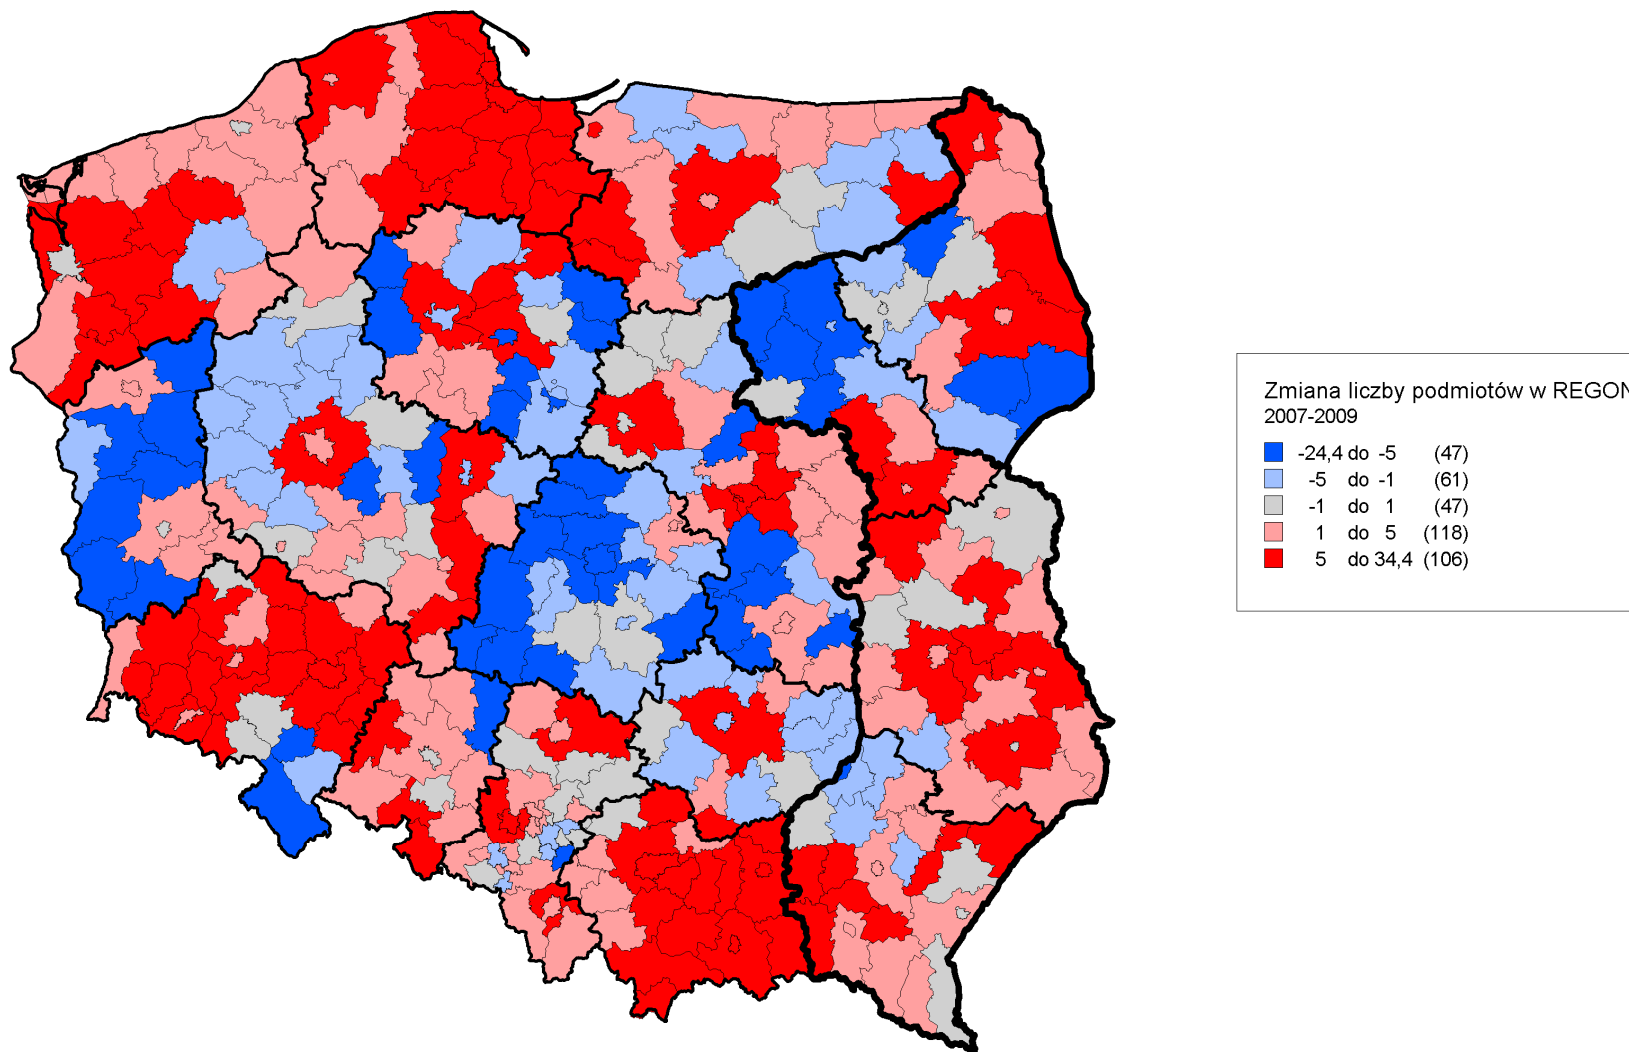 Zmiana liczby podmiotów w REGON
2007-2009
-24,4 do -5 (47)
-5 do -1 (61)
-1 do 1 (47)
1 do 5 (118)
5 do 34,4 (106)